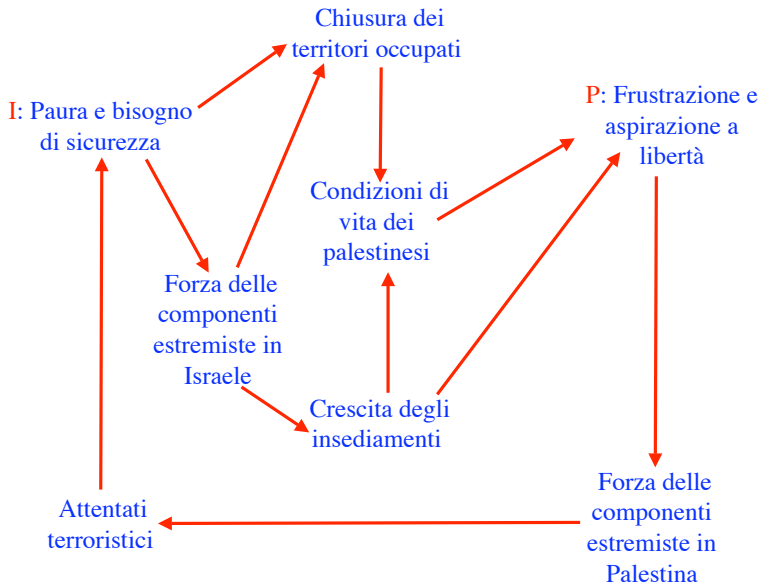 Chiusura dei
territori occupati
I: Paura e bisogno
di sicurezza
P: Frustrazione e
aspirazione a
libertà
Condizioni di
vita dei
palestinesi
Forza delle
componenti
estremiste in
Israele
Crescita degli
insediamenti
Attentati
terroristici
Forza delle
componenti
estremiste in
Palestina